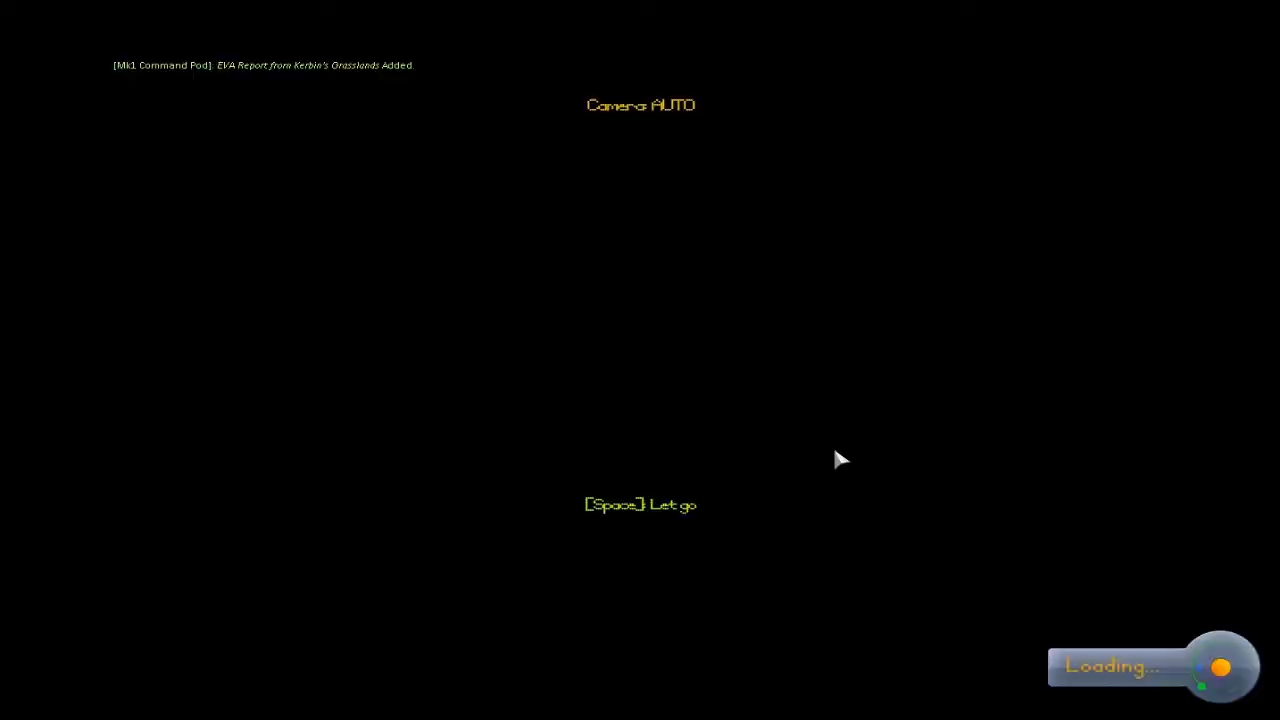 [Mk1 Command Pod]: EVA Report from Kerbin's Grasslands Added.
Camera: AUTO
[Space]: Let go
Loading...